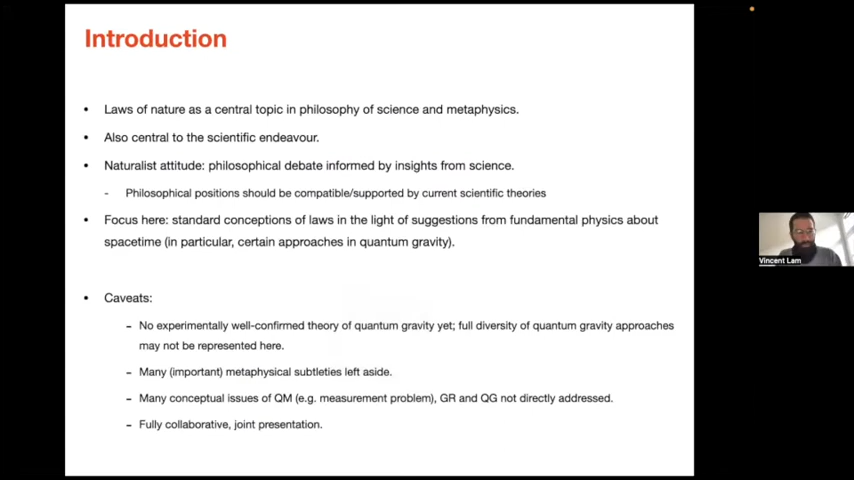 Introduction
• Laws of nature as a central topic in philosophy of science and metaphysics.
• Also central to the scientific endeavour.
• Naturalist attitude: philosophical debate informed by insights from science.
- Philosophical positions should be compatible/supported by current scientific theories
• Focus here: standard conceptions of laws in the light of suggestions from fundamental physics about
spacetime (in particular, certain approaches in quantum gravity).
• Caveats:
– No experimentally well-confirmed theory of quantum gravity yet; full diversity of quantum gravity approaches
may not be represented here.
– Many (important) metaphysical subtleties left aside.
– Many conceptual issues of QM (e.g. measurement problem), GR and QG not directly addressed.
– Fully collaborative, joint presentation.
Vincent Lam